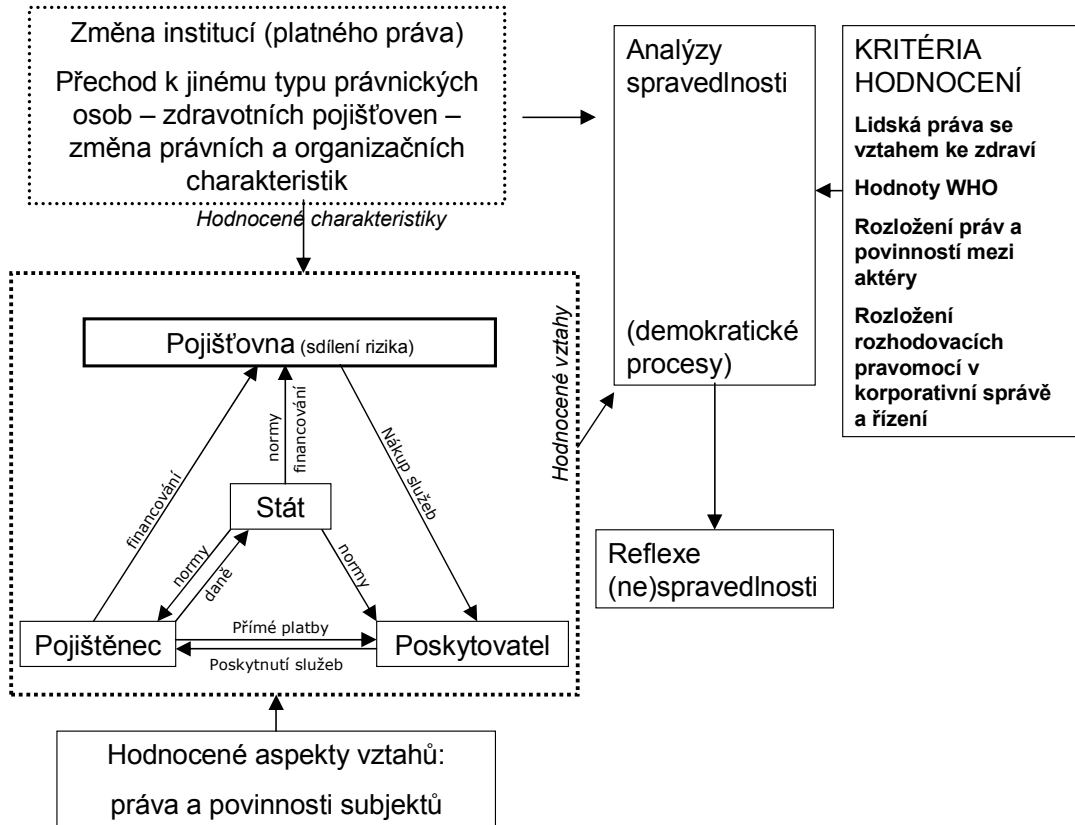 Změna institucí (platného práva)
Přechod k jinému typu právnických
osob – zdravotních pojišťoven –
změna právních a organizačních
charakteristik
Hodnocené charakteristiky
Analýzy
spravedlnosti
(demokratické
procesy)
KRITÉRIA
HODNOCENÍ
Lidská práva se
vztahem ke zdraví
Hodnoty WHO
Rozložení práv a
povinností mezi
aktéry
Rozložení
rozhodovacích
pravomocí v
korporativní správě
a řízení
Pojišťovna (sdílení rizika)
financování
normy
financování
Nákup služeb
Hodnocené vztahy
Stát
normy
daně
normy
Pojištěnec
Přímé platby
Poskytnutí služeb
Poskytovatel
Reflexe
(ne)spravedlnosti
Hodnocené aspekty vztahů:
práva a povinnosti subjektů